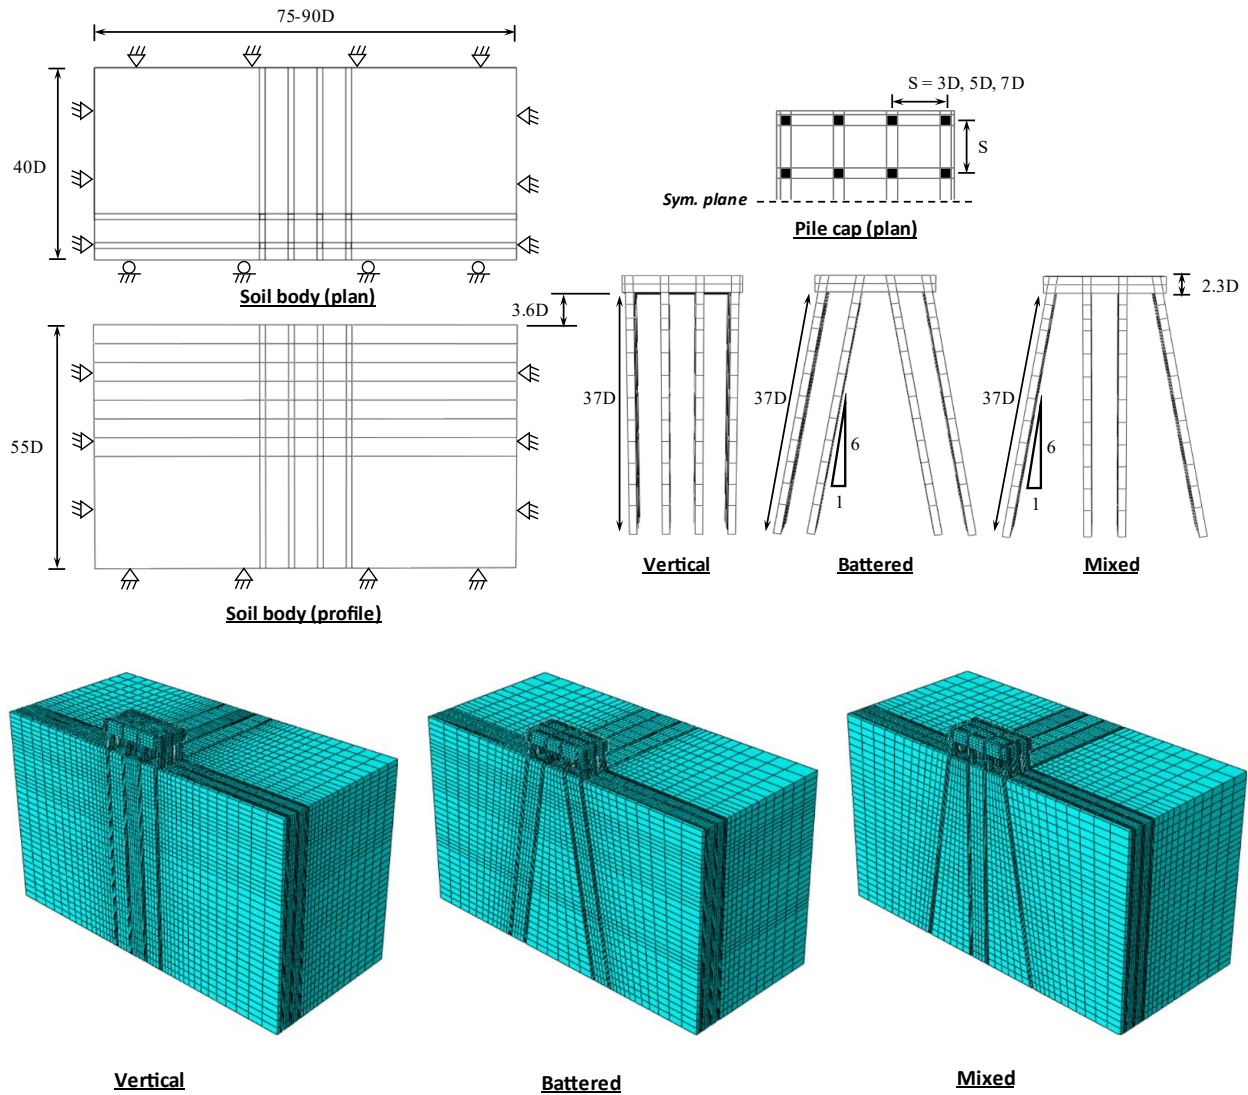 75-90D
40D
Soil body (plan)
S = 3D, 5D, 7D
S
Sym. plane
Pile cap (plan)
3.6D
55D
Soil body (profile)
37D
Vertical
37D
6
1
Battered
37D
6
1
2.3D
Mixed
Vertical
Battered
Mixed